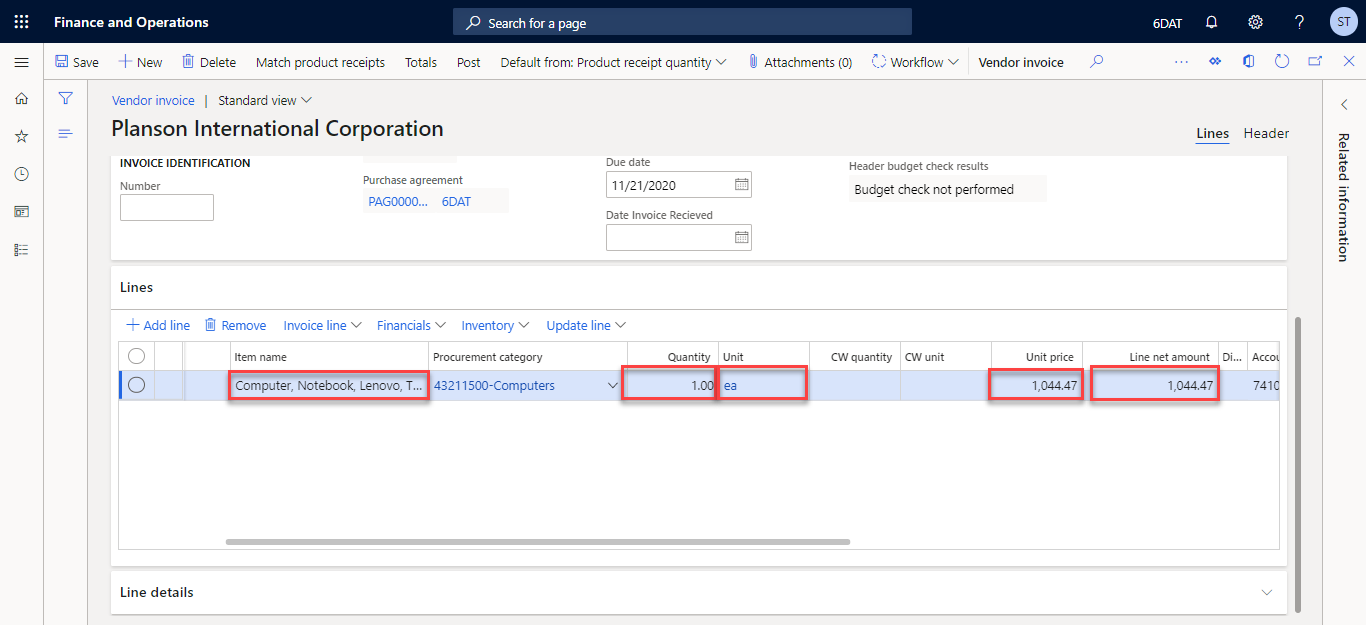 Finance and Operations
Search for a page
6DAT
?
ST
Save
New
Delete
Match product receipts
Totals
Post
Default from: Product receipt quantity
Attachments (0)
Workflow
Vendor invoice
Vendor invoice | Standard view
Planson International Corporation
Lines
Header
Related information
INVOICE IDENTIFICATION
Number
Purchase agreement
PAG0000... 6DAT
Due date
11/21/2020
Date Invoice Recieved
Header budget check results
Budget check not performed
Lines
Add line
Remove
Invoice line
Financials
Inventory
Update line
Item name Procurement category Quantity Unit CW quantity CW unit Unit price Line net amount Di... Accou
Computer, Notebook, Lenovo, T... 43211500-Computers 1.00 ea 1,044.47 1,044.47 7410
Line details